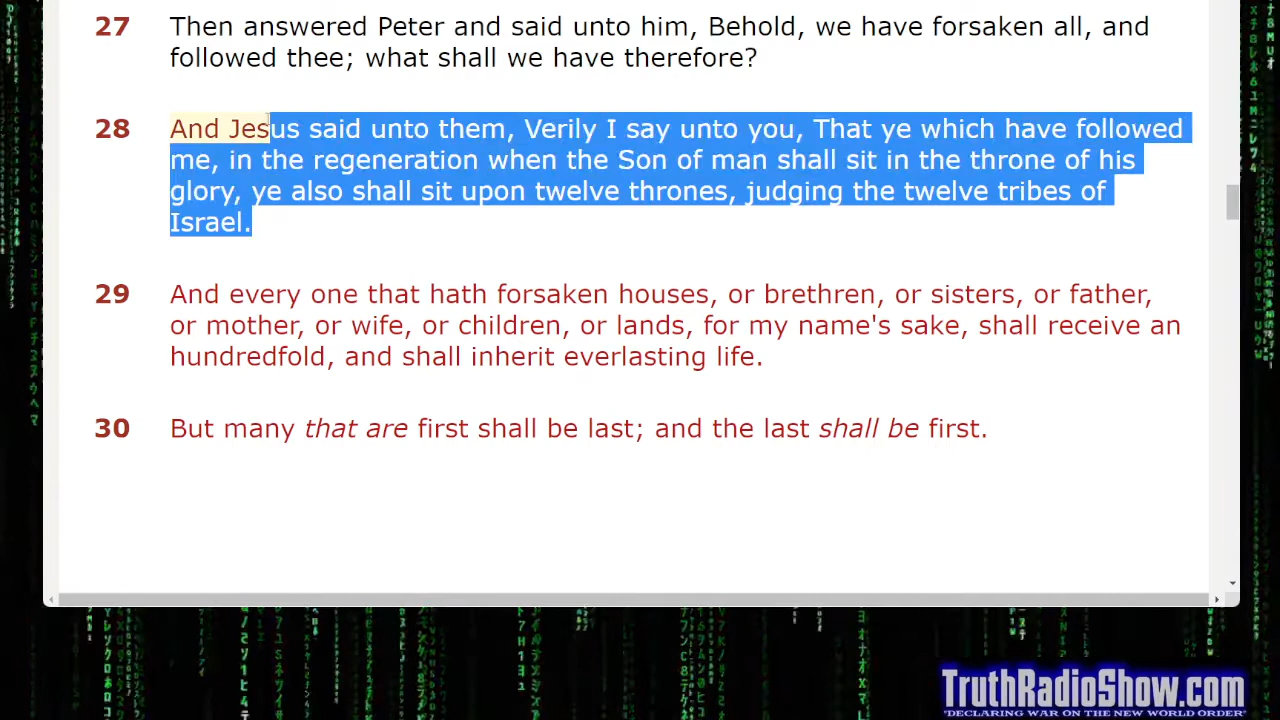 27 Then answered Peter and said unto him, Behold, we have forsaken all, and
followed thee; what shall we have therefore?
28 And Jesus said unto them, Verily I say unto you, That ye which have followed
me, in the regeneration when the Son of man shall sit in the throne of his
glory, ye also shall sit upon twelve thrones, judging the twelve tribes of
Israel.
29 And every one that hath forsaken houses, or brethren, or sisters, or father,
or mother, or wife, or children, or lands, for my name's sake, shall receive an
hundredfold, and shall inherit everlasting life.
30 But many that are first shall be last; and the last shall be first.
TruthRadioShow.com
"DECLARING WAR ON THE NEW WORLD ORDER"